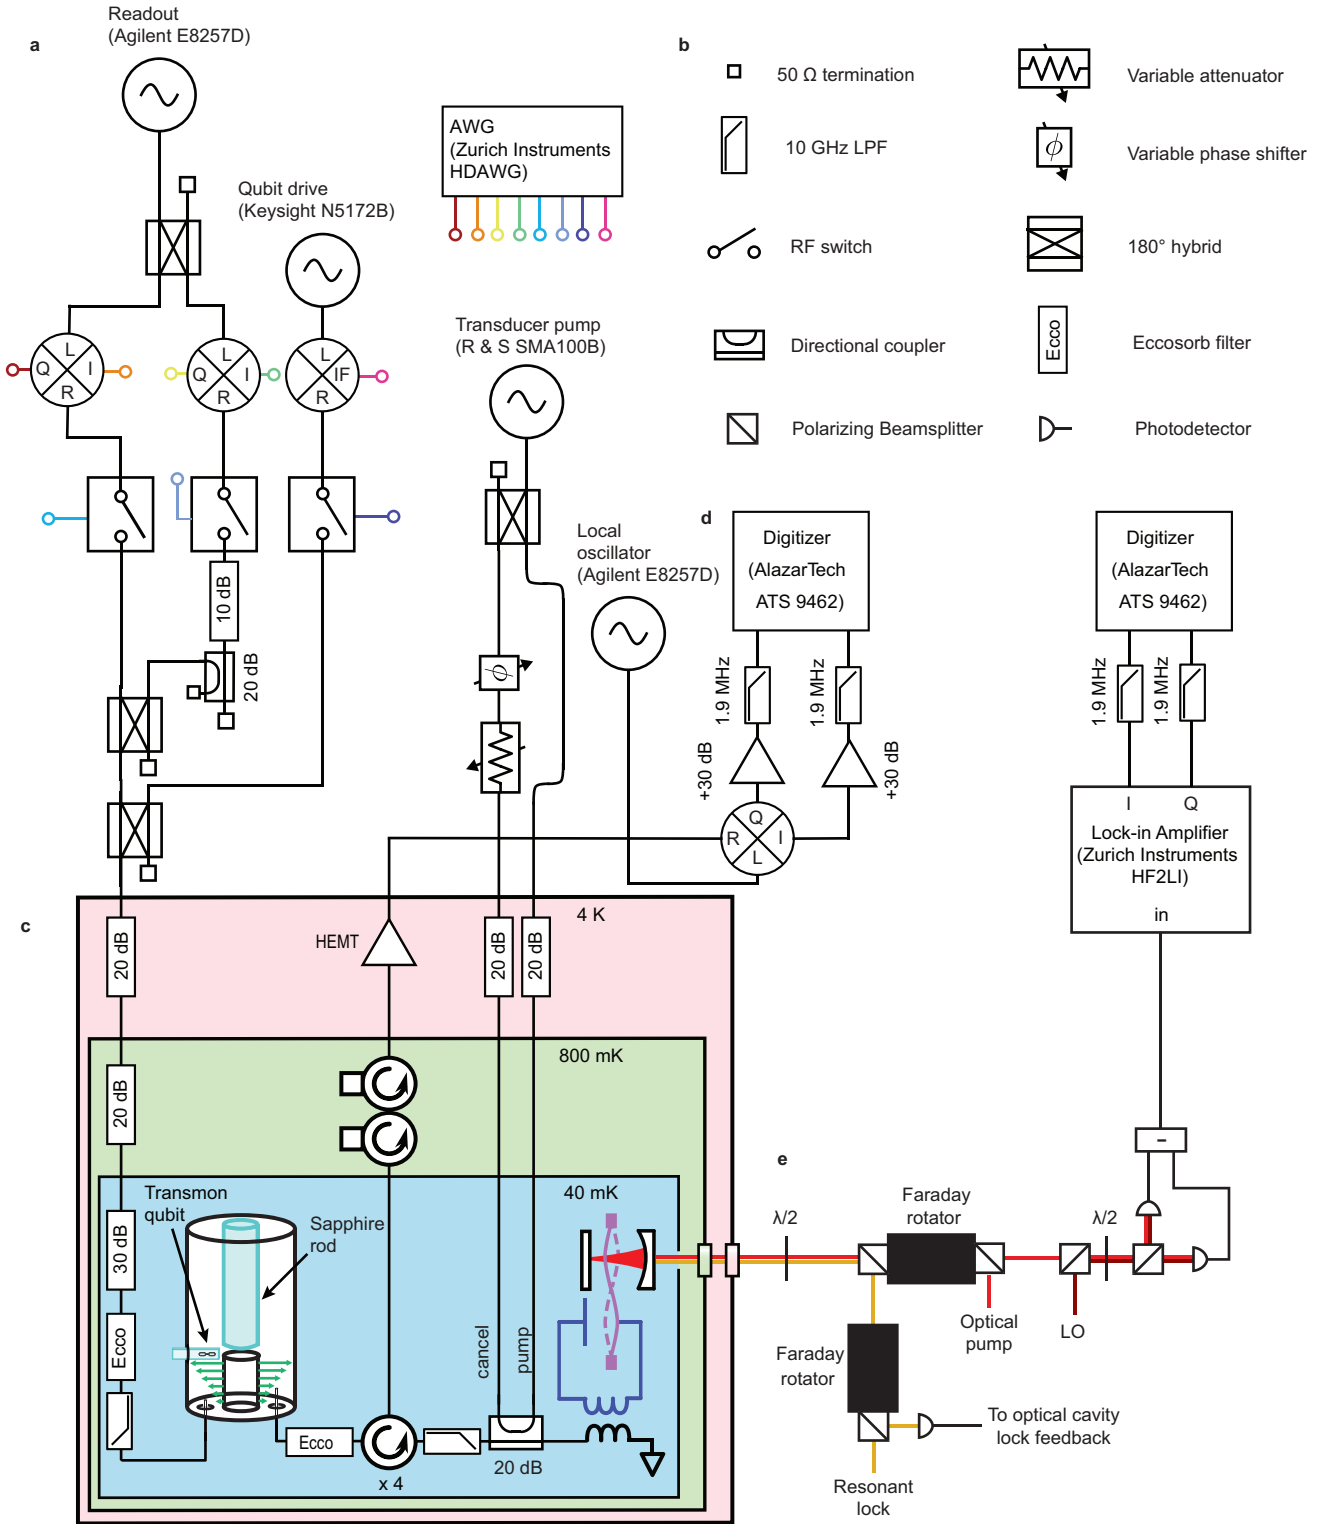 a
Readout
(Agilent E8257D)
Qubit drive
(Keysight N5172B)
AWG
(Zurich Instruments
HDAWG)
L
Q
I
R
L
Q
I
R
L
IF
R
10 dB
20 dB
Transducer pump
(R & S SMA100B)
ϕ
Local
oscillator
(Agilent E8257D)
b
50 Ω termination
10 GHz LPF
RF switch
Directional coupler
Polarizing Beamsplitter
Variable attenuator
ϕ
Variable phase shifter
180° hybrid
Ecco
Eccosorb filter
Photodetector
d
Digitizer
(AlazarTech
ATS 9462)
1.9 MHz
1.9 MHz
+30 dB
+30 dB
Q
R
I
L
Digitizer
(AlazarTech
ATS 9462)
1.9 MHz
1.9 MHz
I
Q
Lock-in Amplifier
(Zurich Instruments
HF2LI)
in
c
4 K
20 dB
HEMT
20 dB
20 dB
800 mK
20 dB
40 mK
Transmon
qubit
Sapphire
rod
30 dB
Ecco
cancel
pump
Ecco
x 4
20 dB
e
-
λ/2
Faraday
rotator
λ/2
Optical
pump
LO
Faraday
rotator
To optical cavity
lock feedback
Resonant
lock